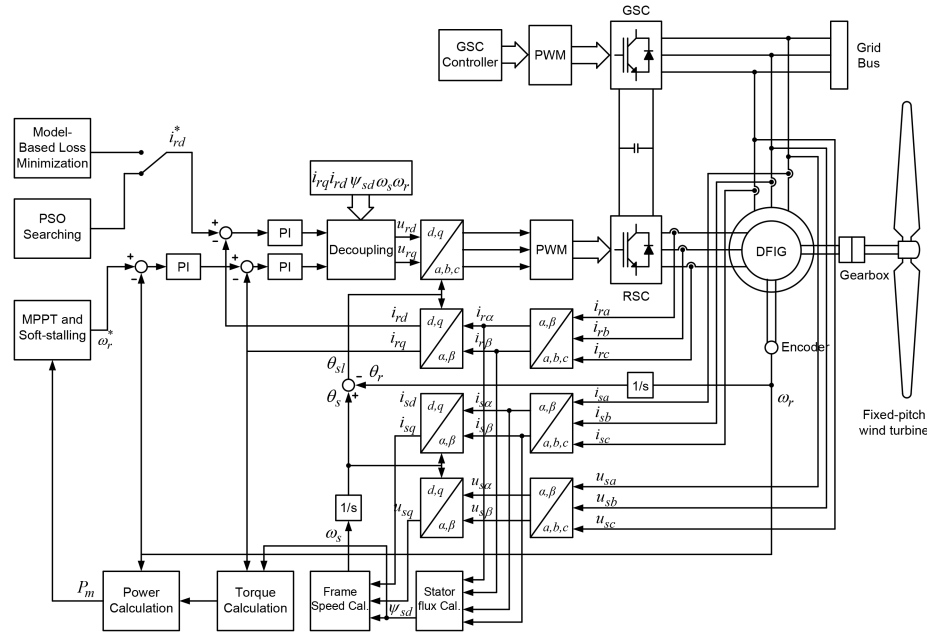 GSC
GSC
Controller
PWM
Grid
Bus
Model-
Based Loss
Minimization
i*rd
PSO
Searching
irq ird ψsd ωs ωr
+
-
PI
Decoupling
urd
urq
d,q
a,b,c
PWM
RSC
DFIG
Gearbox
+
-
PI
+
-
PI
MPPT and
Soft-stalling
ω*r
ird
irq
d,q
α,β
irα
irβ
α,β
a,b,c
ira
irb
irc
Encoder
θsl
-
θr
θs
+
1/s
ωr
Fixed-pitch
wind turbine
isd
isq
d,q
α,β
isα
isβ
α,β
a,b,c
isa
isb
isc
1/s
usq
d,q
α,β
usα
usβ
α,β
a,b,c
usa
usb
usc
ωs
Pm
Power
Calculation
Torque
Calculation
Frame
Speed Cal.
ψsd
Stator
flux Cal.